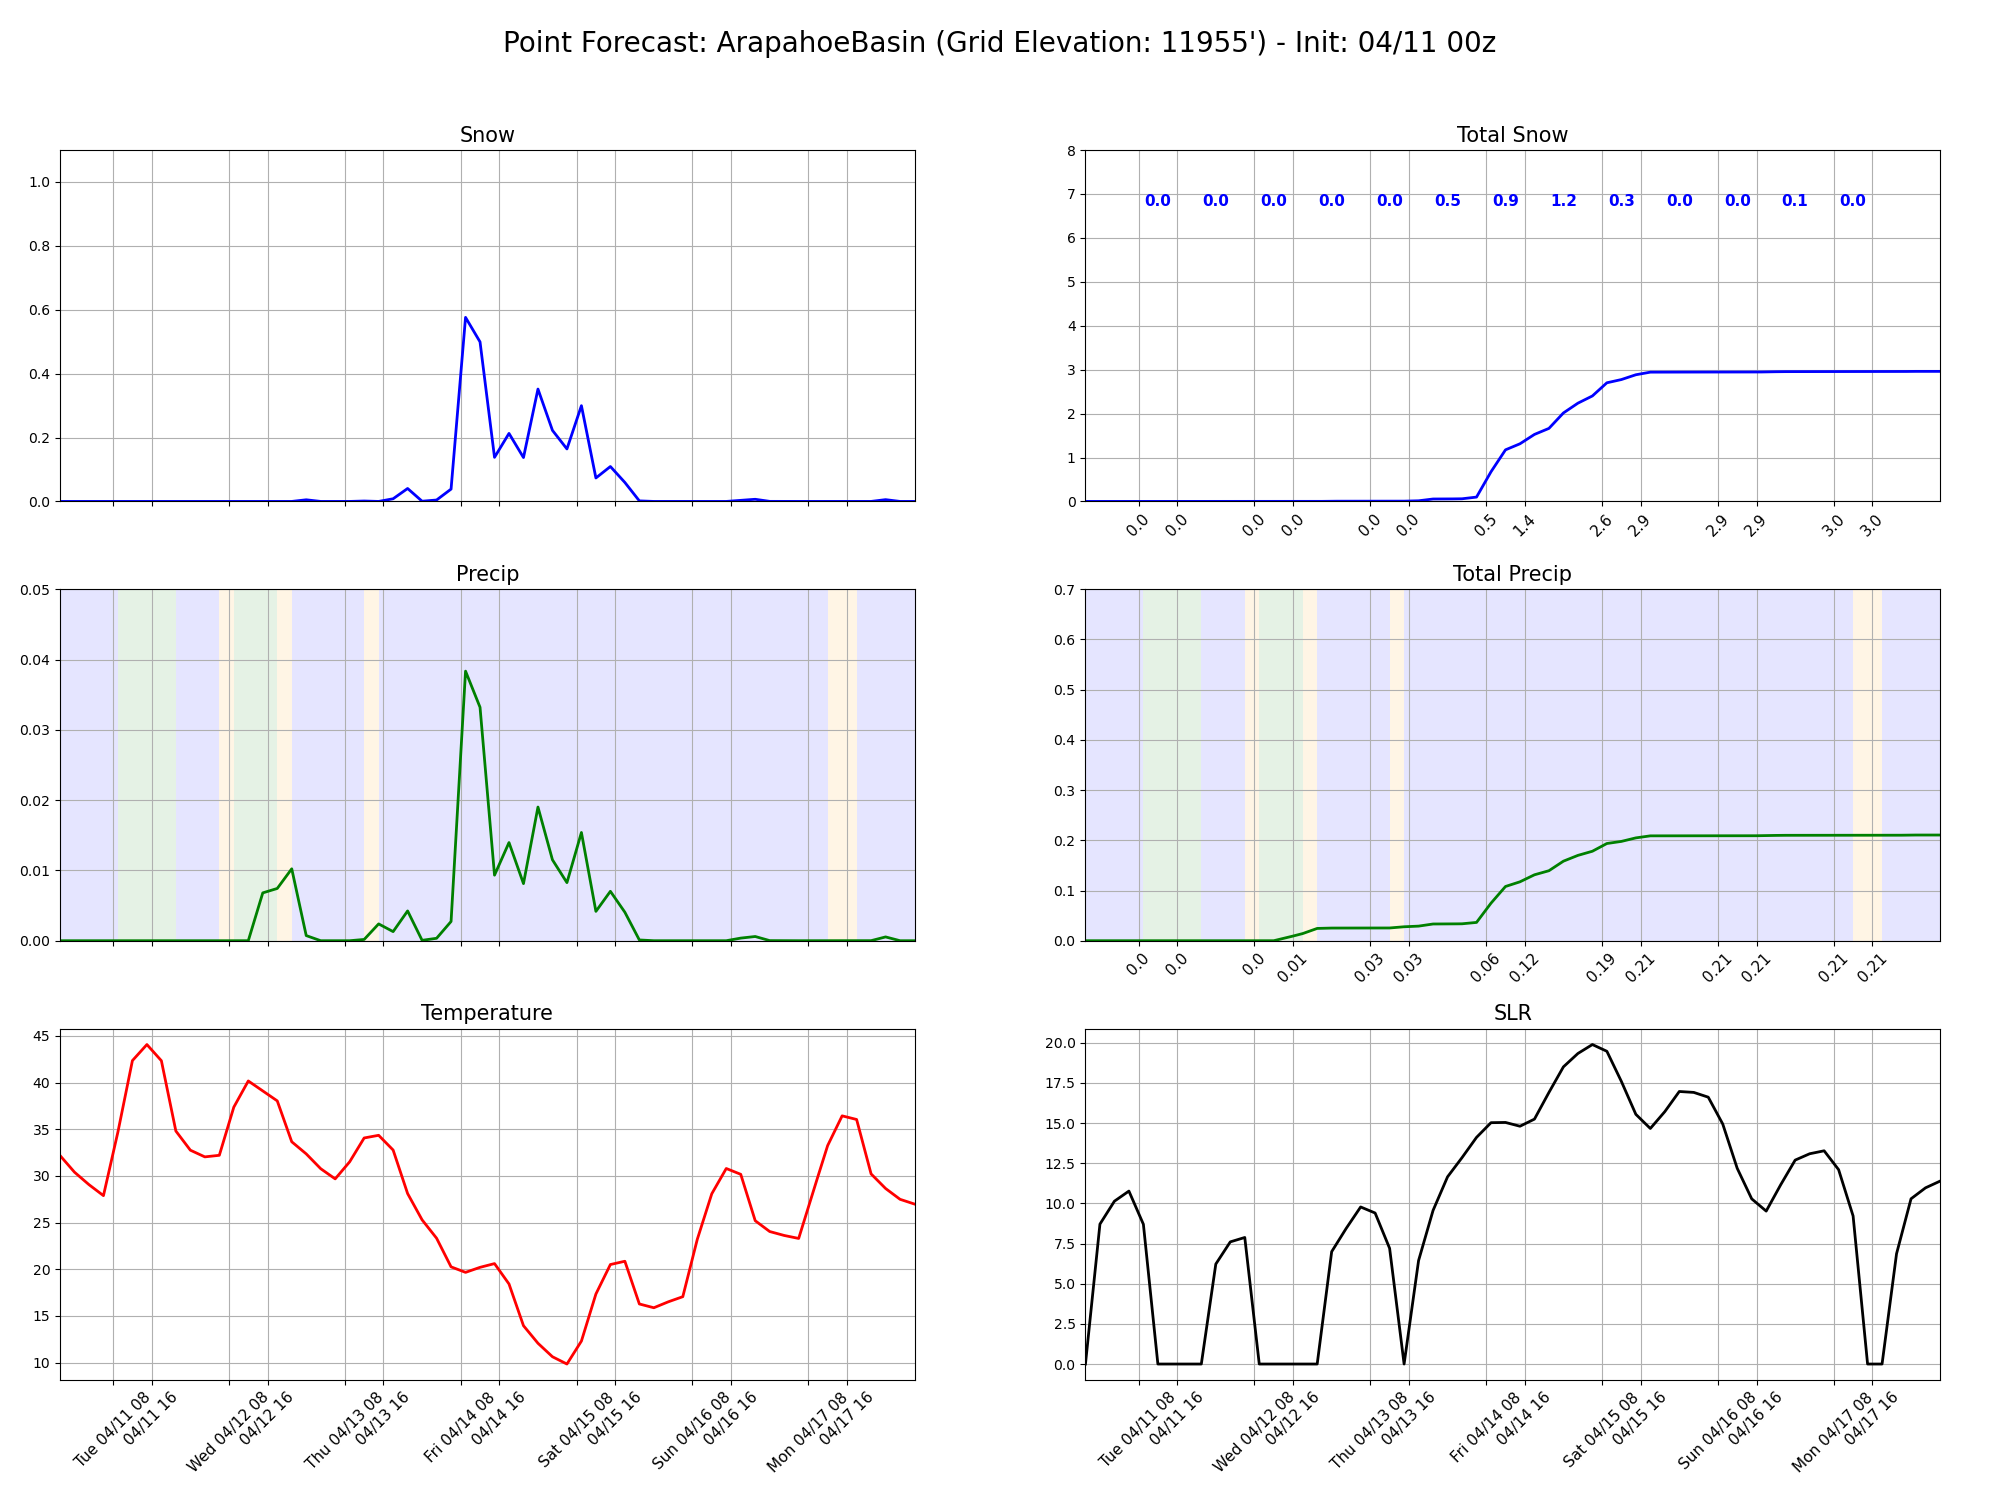 Point Forecast: ArapahoeBasin (Grid Elevation: 11955') - Init: 04/11 00z
Snow
1.0
0.8
0.6
0.4
0.2
0.0
Total Snow
8
7
6
5
4
3
2
1
0
0.0 0.0 0.0 0.0 0.0 0.5 0.9 1.2 0.3 0.0 0.0 0.1 0.0
0.0 0.0 0.0 0.0 0.0 0.0 0.5 1.4 2.6 2.9 2.9 2.9 3.0 3.0
Precip
0.05
0.04
0.03
0.02
0.01
0.00
Total Precip
0.7
0.6
0.5
0.4
0.3
0.2
0.1
0.0
0.0 0.0 0.0 0.01 0.03 0.03 0.06 0.12 0.19 0.21 0.21 0.21 0.21 0.21
Temperature
45
40
35
30
25
20
15
10
Tue 04/11 08
04/11 16
Wed 04/12 08
04/12 16
Thu 04/13 08
04/13 16
Fri 04/14 08
04/14 16
Sat 04/15 08
04/15 16
Sun 04/16 08
04/16 16
Mon 04/17 08
04/17 16
SLR
20.0
17.5
15.0
12.5
10.0
7.5
5.0
2.5
0.0
Tue 04/11 08
04/11 16
Wed 04/12 08
04/12 16
Thu 04/13 08
04/13 16
Fri 04/14 08
04/14 16
Sat 04/15 08
04/15 16
Sun 04/16 08
04/16 16
Mon 04/17 08
04/17 16